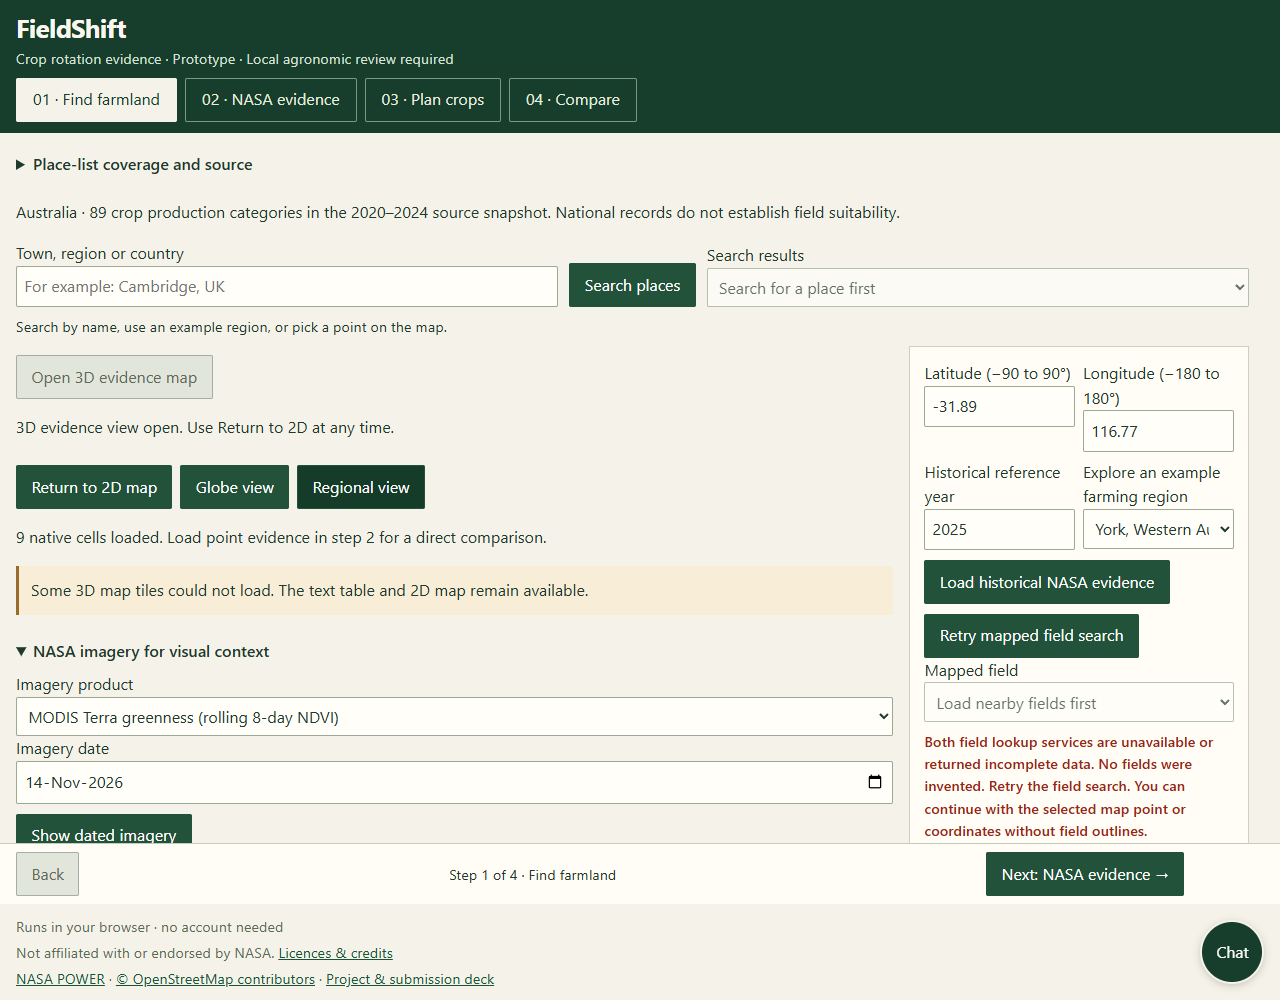 FieldShift
Crop rotation evidence · Prototype · Local agronomic review required
01 · Find farmland
02 · NASA evidence
03 · Plan crops
04 · Compare
Place-list coverage and source
Australia · 89 crop production categories in the 2020–2024 source snapshot. National records do not establish field suitability.
Town, region or country
For example: Cambridge, UK
Search places
Search results
Search for a place first
Search by name, use an example region, or pick a point on the map.
Open 3D evidence map
3D evidence view open. Use Return to 2D at any time.
Return to 2D map
Globe view
Regional view
9 native cells loaded. Load point evidence in step 2 for a direct comparison.
Some 3D map tiles could not load. The text table and 2D map remain available.
NASA imagery for visual context
Imagery product
MODIS Terra greenness (rolling 8-day NDVI)
Imagery date
14-Nov-2026
Show dated imagery
Latitude (−90 to 90°)
-31.89
Longitude (−180 to
180°)
116.77
Historical reference
year
2025
Explore an example
farming region
York, Western Au
Load historical NASA evidence
Retry mapped field search
Mapped field
Load nearby fields first
Both field lookup services are unavailable or
returned incomplete data. No fields were
invented. Retry the field search. You can
continue with the selected map point or
coordinates without field outlines.
Back
Step 1 of 4 · Find farmland
Next: NASA evidence →
Runs in your browser · no account needed
Not affiliated with or endorsed by NASA. Licences & credits
NASA POWER · © OpenStreetMap contributors · Project & submission deck
Chat